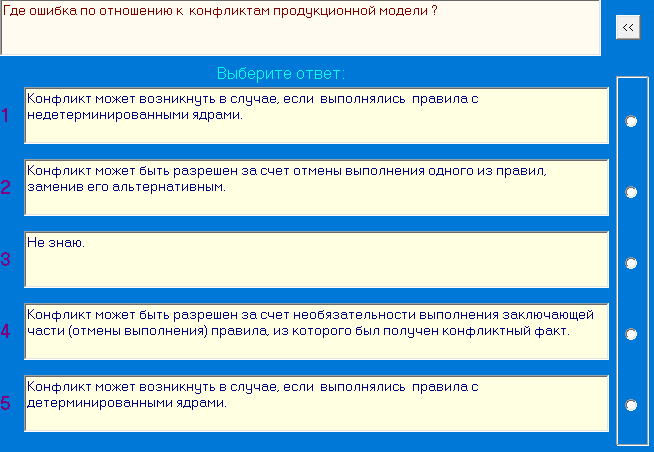 Где ошибка по отношению к конфликтам продукционной модели ?
<<
Выберите ответ:
1
Конфликт может возникнуть в случае, если выполнялись правила с
недетерминированными ядрами.
2
Конфликт может быть разрешен за счет отмены выполнения одного из правил,
заменив его альтернативным.
3
Не знаю.
4
Конфликт может быть разрешен за счет необязательности выполнения заключающей
части (отмены выполнения) правила, из которого был получен конфликтный факт.
5
Конфликт может возникнуть в случае, если выполнялись правила с
детерминированными ядрами.